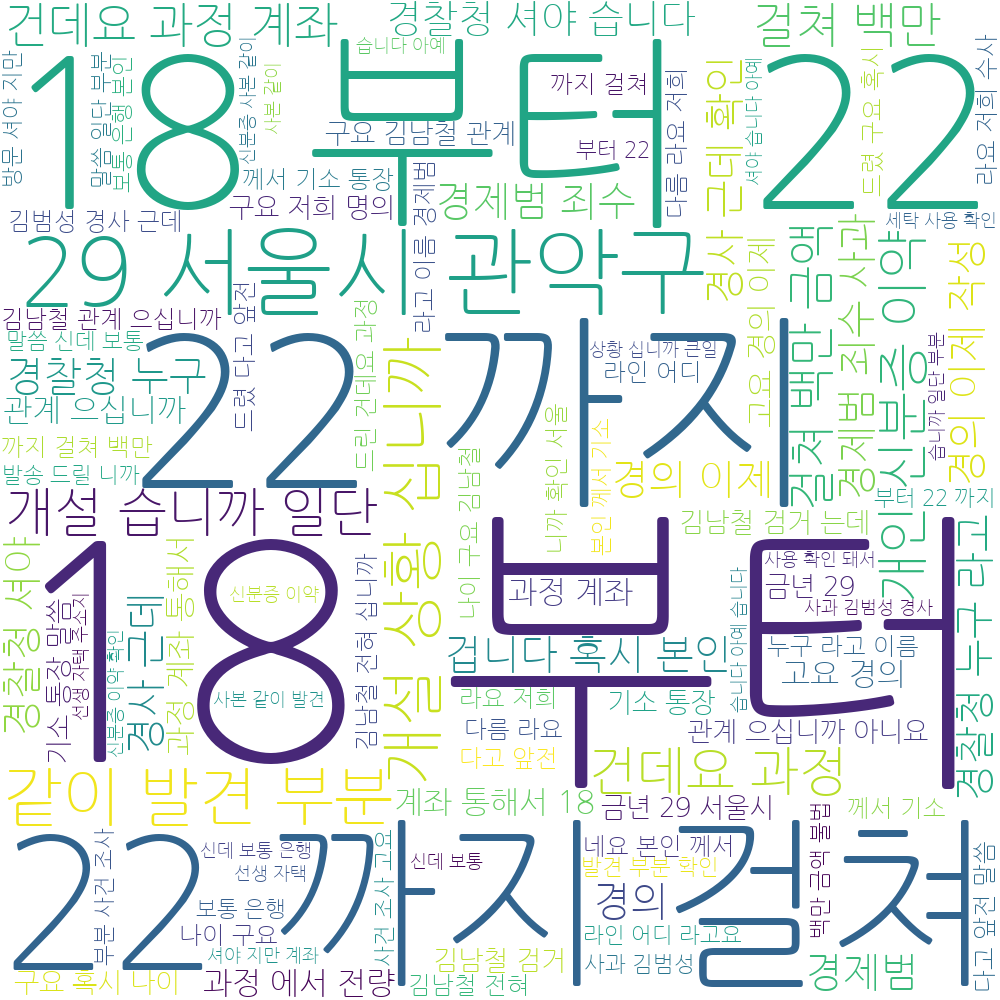 건데요 과정 계좌
경찰청 셔야 습니다
걸쳐 백만
습니다 아예
18 부터 22
까지 걸쳐
구요 김남철 관계
부터 22
께서 기소 통장
구요 저희 명의
경제범 죄수
김범성 경사 근데
세탁 사용 확인
방문 셔야 지만
말씀 일단 부분
보통 은행 본인
신분증 사본 같이
사본 같이
라고 이름 경제범
다름 라요 저희
근데 확인
셔야 습니다 아예
드렸 구요 혹시
라요 저희 수사
29 서울시 관악구
김남철 관계 으십니까
말씀 신데 보통
경찰청 누구
관계 으십니까
까지 걸쳐 백만
발송 드릴 니까
드렸 다고 앞전
22 까지
상황 십니까 큰일
라인 어디
드린 건데요 과정
경사
고요 경의 이제
걸쳐 백만 금액
경제범 죄수 사과
신분증 이약
경의 이제 작성
습니까 일단 부분
경의 이제
부터 22 까지
개설 습니까 일단
개설 상황 십니까
나이 구요 김남철
니까 확인 서울
본인 께서 기소
김남철 검거 는데
18 부터
경찰청 셔야
기소 통장 말씀
선생 자택 주소지
신분증 이약 확인
경사 근데
과정 계좌 통해서
신분증 이약
사본 같이 발견
김남철 전혀 십니까
과정 계좌
사용 확인 돼서
금년 29
사과 김범성 경사
겁니다 혹시 본인
누구 라고 이름
고요 경의
라요 저희
기소 통장
다름 라요
관계 으십니까 아니요
다고 앞전
건데요 과정
습니다 아예 습니다
개인
경찰청 누구 라고
같이 발견 부분
계좌 통해서 18
금년 29 서울시
께서 기소
22 까지 걸쳐
부분 사건 조사
신데 보통 은행
선생 자택
보통 은행
나이 구요
셔야 지만 계좌
구요 혹시 나이
과정 에서 전량
사건 조사 고요
신데 보통
김남철 검거
김남철 전혀
네요 본인 께서
발견 부분 확인
경의
라인 어디 라고요
사과 김범성
백만 금액 불법
경제범
다고 앞전 말씀